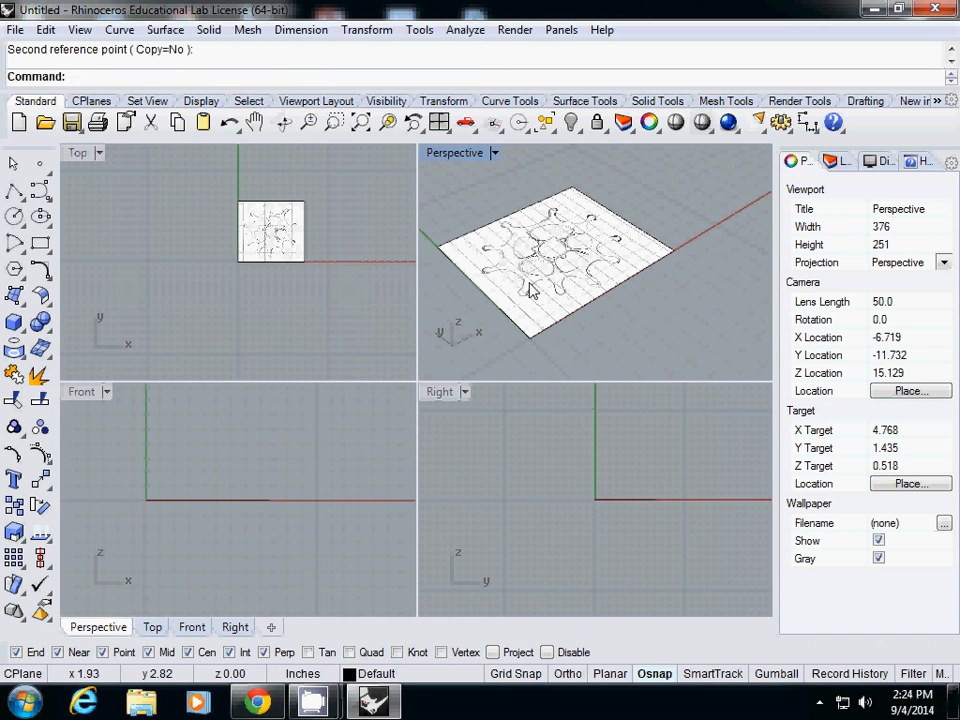 Untitled - Rhinoceros Educational Lab License (64-bit)
File Edit View Curve Surface Solid Mesh Dimension Transform Tools Analyze Render Panels Help
Second reference point ( Copy=No ):
Command:
Standard CPlanes Set View Display Select Viewport Layout Visibility Transform Curve Tools Surface Tools Solid Tools Mesh Tools Render Tools Drafting New in »
Top
Perspective
P... L... Di... H...
Viewport
Title Perspective
Width 376
Height 251
Projection Perspective
Camera
Lens Length 50.0
Rotation 0.0
X Location -6.719
Y Location -11.732
Z Location 15.129
Location Place...
Target
X Target 4.768
Y Target 1.435
Z Target 0.518
Location Place...
Wallpaper
Filename (none) ...
Show
Gray
y x
y z x
Front
Right
z x
z y
Perspective Top Front Right
End Near Point Mid Cen Int Perp Tan Quad Knot Vertex Project Disable
CPlane x 1.93 y 2.82 z 0.00 Inches Default Grid Snap Ortho Planar Osnap SmartTrack Gumball Record History Filter M...
2:24 PM
9/4/2014